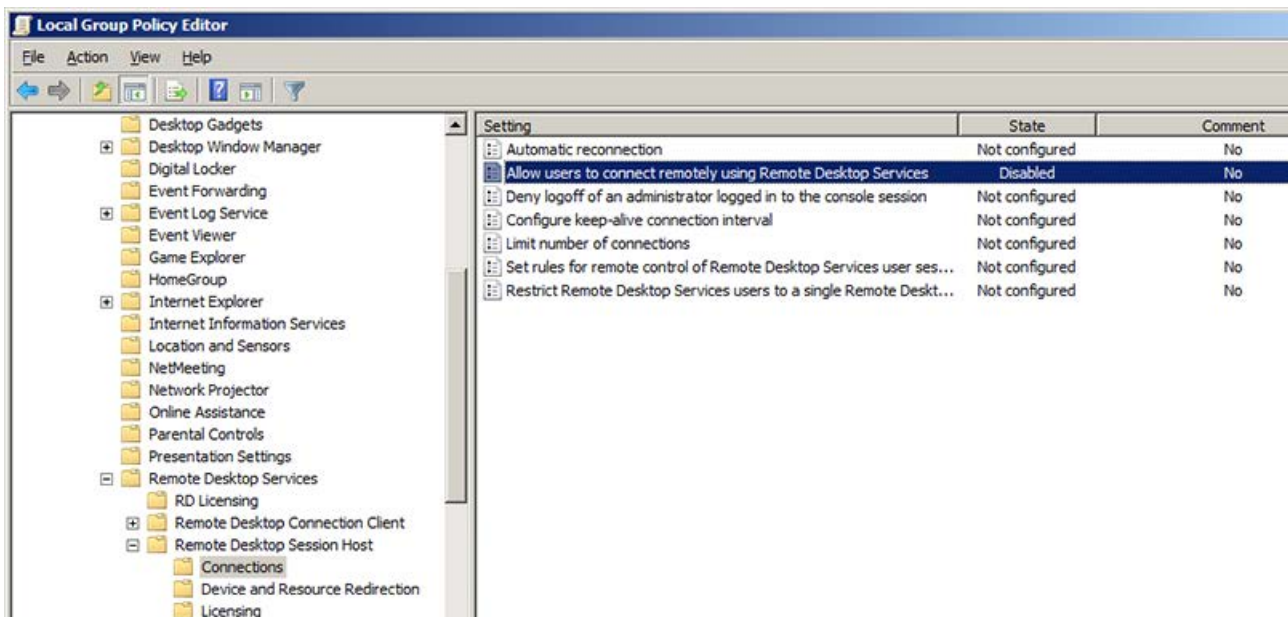 Local Group Policy Editor
File Action View Help
Desktop Gadgets
Desktop Window Manager
Digital Locker
Event Forwarding
Event Log Service
Event Viewer
Game Explorer
HomeGroup
Internet Explorer
Internet Information Services
Location and Sensors
NetMeeting
Network Projector
Online Assistance
Parental Controls
Presentation Settings
Remote Desktop Services
RD Licensing
Remote Desktop Connection Client
Remote Desktop Session Host
Connections
Device and Resource Redirection
Licensing
Setting State Comment
Automatic reconnection Not configured No
Allow users to connect remotely using Remote Desktop Services Disabled No
Deny logoff of an administrator logged in to the console session Not configured No
Configure keep-alive connection interval Not configured No
Limit number of connections Not configured No
Set rules for remote control of Remote Desktop Services user ses... Not configured No
Restrict Remote Desktop Services users to a single Remote Deskt... Not configured No